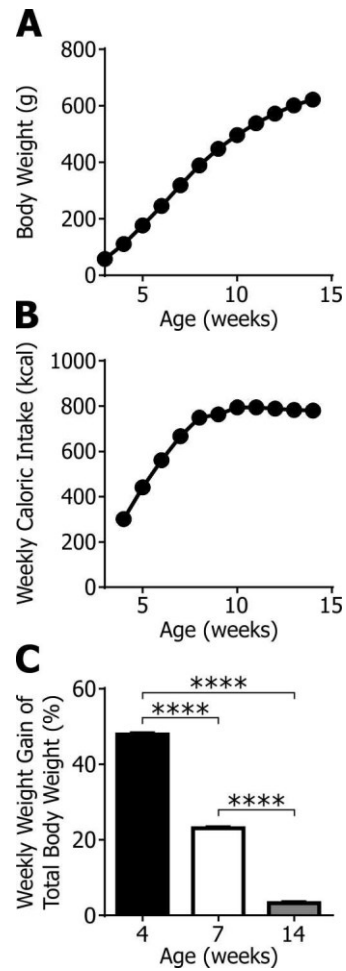 A
Body Weight (g)
800
600
400
200
0
5
10
15
Age (weeks)
B
Weekly Caloric Intake (kcal)
1000
800
600
400
200
0
5
10
15
Age (weeks)
C
Weekly Weight Gain of
Total Body Weight (%)
60
40
20
0
****
****
****
4
7
14
Age (weeks)